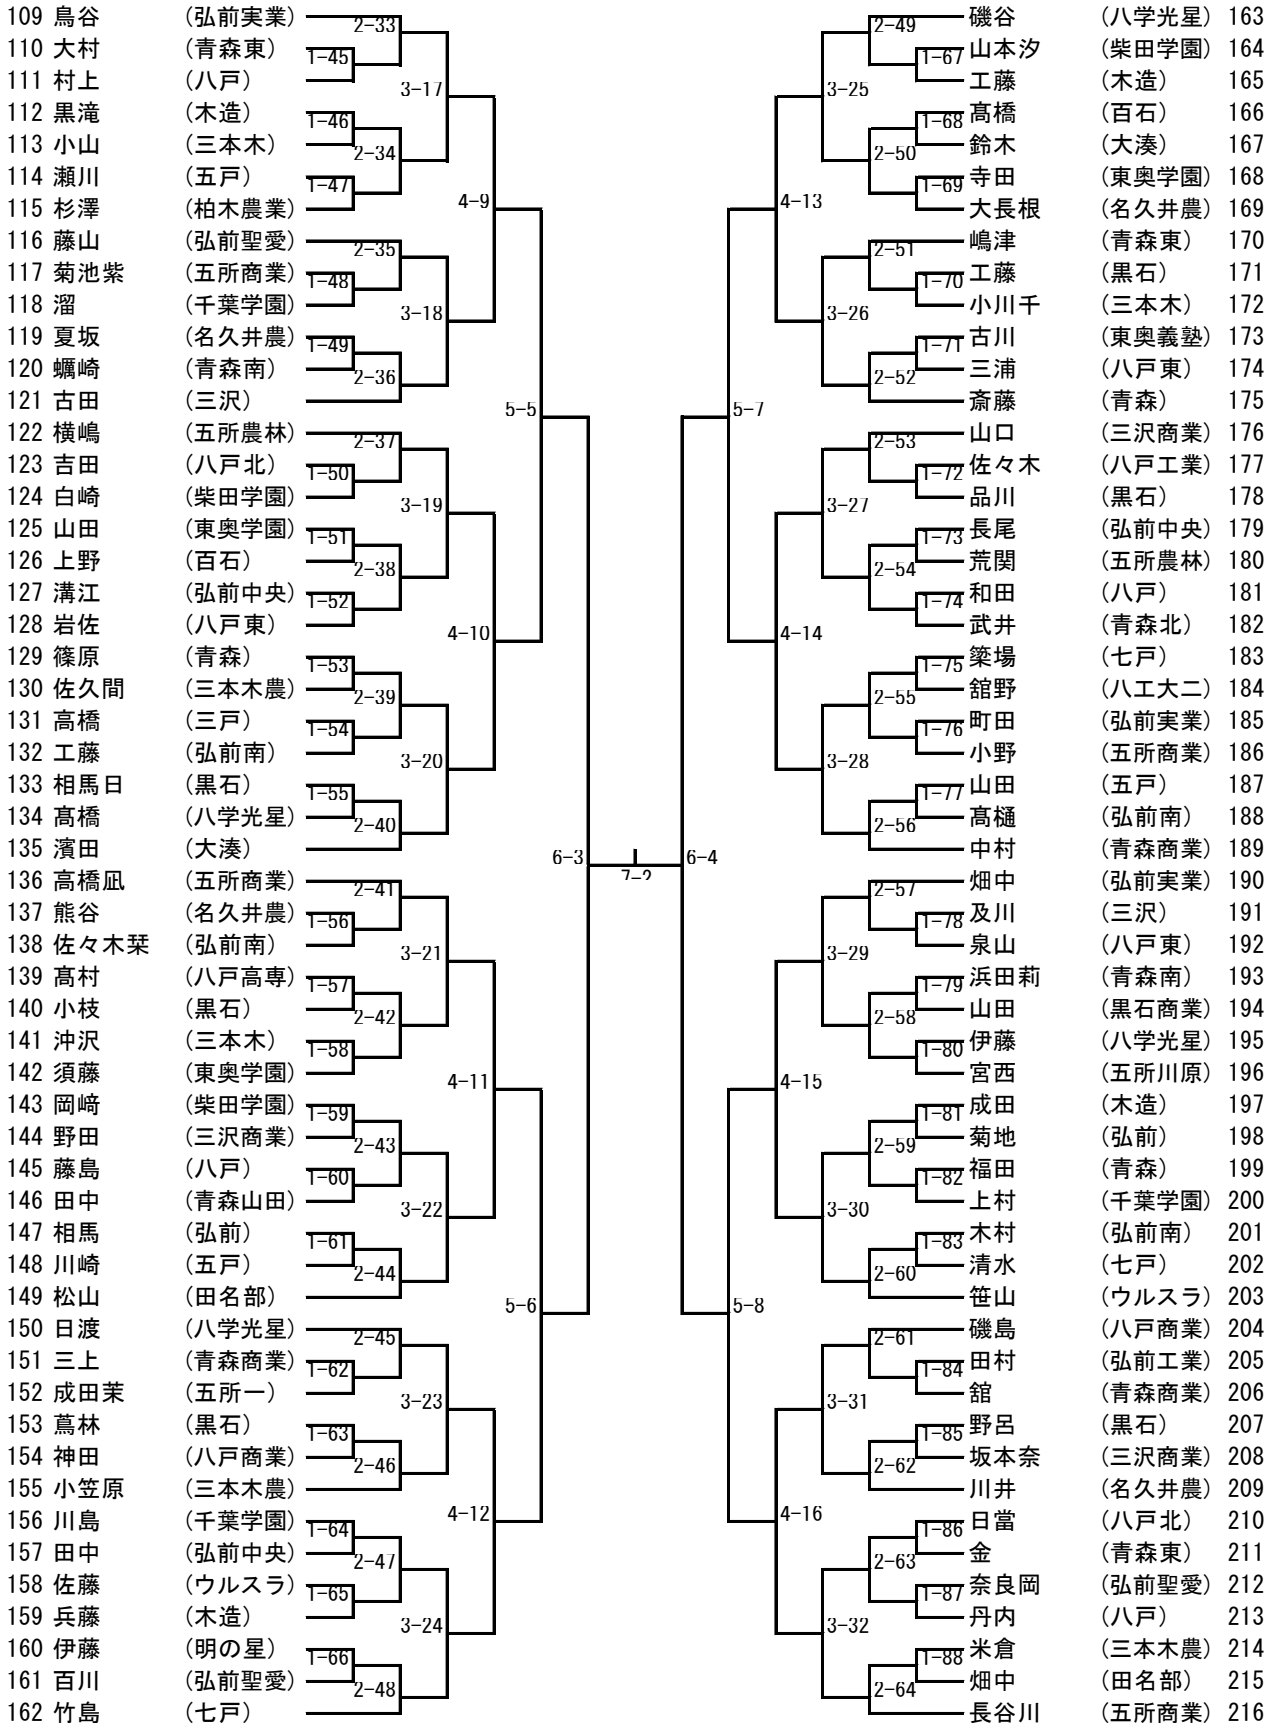 109 鳥谷 (弘前実業) 2-33 2-49 磯谷 (八学光星) 163
110 大村 (青森東) 1-45 1-67 山本汐 (柴田学園) 164
111 村上 (八戸) 3-17 3-25 工藤 (木造) 165
112 黒滝 (木造) 1-46 1-68 髙橋 (百石) 166
113 小山 (三本木) 2-34 2-50 鈴木 (大湊) 167
114 瀬川 (五戸) 1-47 1-69 寺田 (東奥学園) 168
115 杉澤 (柏木農業) 4-9 4-13 大長根 (名久井農) 169
116 藤山 (弘前聖愛) 2-35 2-51 嶋津 (青森東) 170
117 菊池紫 (五所商業) 1-48 1-70 工藤 (黒石) 171
118 溜 (千葉学園) 3-18 3-26 小川千 (三本木) 172
119 夏坂 (名久井農) 1-49 1-71 古川 (東奥義塾) 173
120 蠣崎 (青森南) 2-36 2-52 三浦 (八戸東) 174
121 古田 (三沢) 5-5 5-7 斎藤 (青森) 175
122 横嶋 (五所農林) 2-37 2-53 山口 (三沢商業) 176
123 吉田 (八戸北) 1-50 1-72 佐々木 (八戸工業) 177
124 白崎 (柴田学園) 3-19 3-27 品川 (黒石) 178
125 山田 (東奥学園) 1-51 1-73 長尾 (弘前中央) 179
126 上野 (百石) 2-38 2-54 荒関 (五所農林) 180
127 溝江 (弘前中央) 1-52 1-74 和田 (八戸) 181
128 岩佐 (八戸東) 4-10 4-14 武井 (青森北) 182
129 篠原 (青森) 1-53 1-75 簗場 (七戸) 183
130 佐久間 (三本木農) 2-39 2-55 舘野 (八工大二) 184
131 高橋 (三戸) 1-54 1-76 町田 (弘前実業) 185
132 工藤 (弘前南) 3-20 3-28 小野 (五所商業) 186
133 相馬日 (黒石) 1-55 1-77 山田 (五戸) 187
134 髙橋 (八学光星) 2-40 2-56 髙樋 (弘前南) 188
135 濱田 (大湊) 6-3 7-2 6-4 中村 (青森商業) 189
136 高橋凪 (五所商業) 2-41 2-57 畑中 (弘前実業) 190
137 熊谷 (名久井農) 1-56 1-78 及川 (三沢) 191
138 佐々木栞 (弘前南) 3-21 3-29 泉山 (八戸東) 192
139 髙村 (八戸高専) 1-57 1-79 浜田莉 (青森南) 193
140 小枝 (黒石) 2-42 2-58 山田 (黒石商業) 194
141 沖沢 (三本木) 1-58 1-80 伊藤 (八学光星) 195
142 須藤 (東奥学園) 4-11 4-15 宮西 (五所川原) 196
143 岡﨑 (柴田学園) 1-59 1-81 成田 (木造) 197
144 野田 (三沢商業) 2-43 2-59 菊地 (弘前) 198
145 藤島 (八戸) 1-60 1-82 福田 (青森) 199
146 田中 (青森山田) 3-22 3-30 上村 (千葉学園) 200
147 相馬 (弘前) 1-61 1-83 木村 (弘前南) 201
148 川崎 (五戸) 2-44 2-60 清水 (七戸) 202
149 松山 (田名部) 5-6 5-8 笹山 (ウルスラ) 203
150 日渡 (八学光星) 2-45 2-61 磯島 (八戸商業) 204
151 三上 (青森商業) 1-62 1-84 田村 (弘前工業) 205
152 成田茉 (五所一) 3-23 3-31 舘 (青森商業) 206
153 蔦林 (黒石) 1-63 1-85 野呂 (黒石) 207
154 神田 (八戸商業) 2-46 2-62 坂本奈 (三沢商業) 208
155 小笠原 (三本木農) 4-12 4-16 川井 (名久井農) 209
156 川島 (千葉学園) 1-64 1-86 日當 (八戸北) 210
157 田中 (弘前中央) 2-47 2-63 金 (青森東) 211
158 佐藤 (ウルスラ) 1-65 1-87 奈良岡 (弘前聖愛) 212
159 兵藤 (木造) 3-24 3-32 丹内 (八戸) 213
160 伊藤 (明の星) 1-66 1-88 米倉 (三本木農) 214
161 百川 (弘前聖愛) 2-48 2-64 畑中 (田名部) 215
162 竹島 (七戸) 長谷川 (五所商業) 216